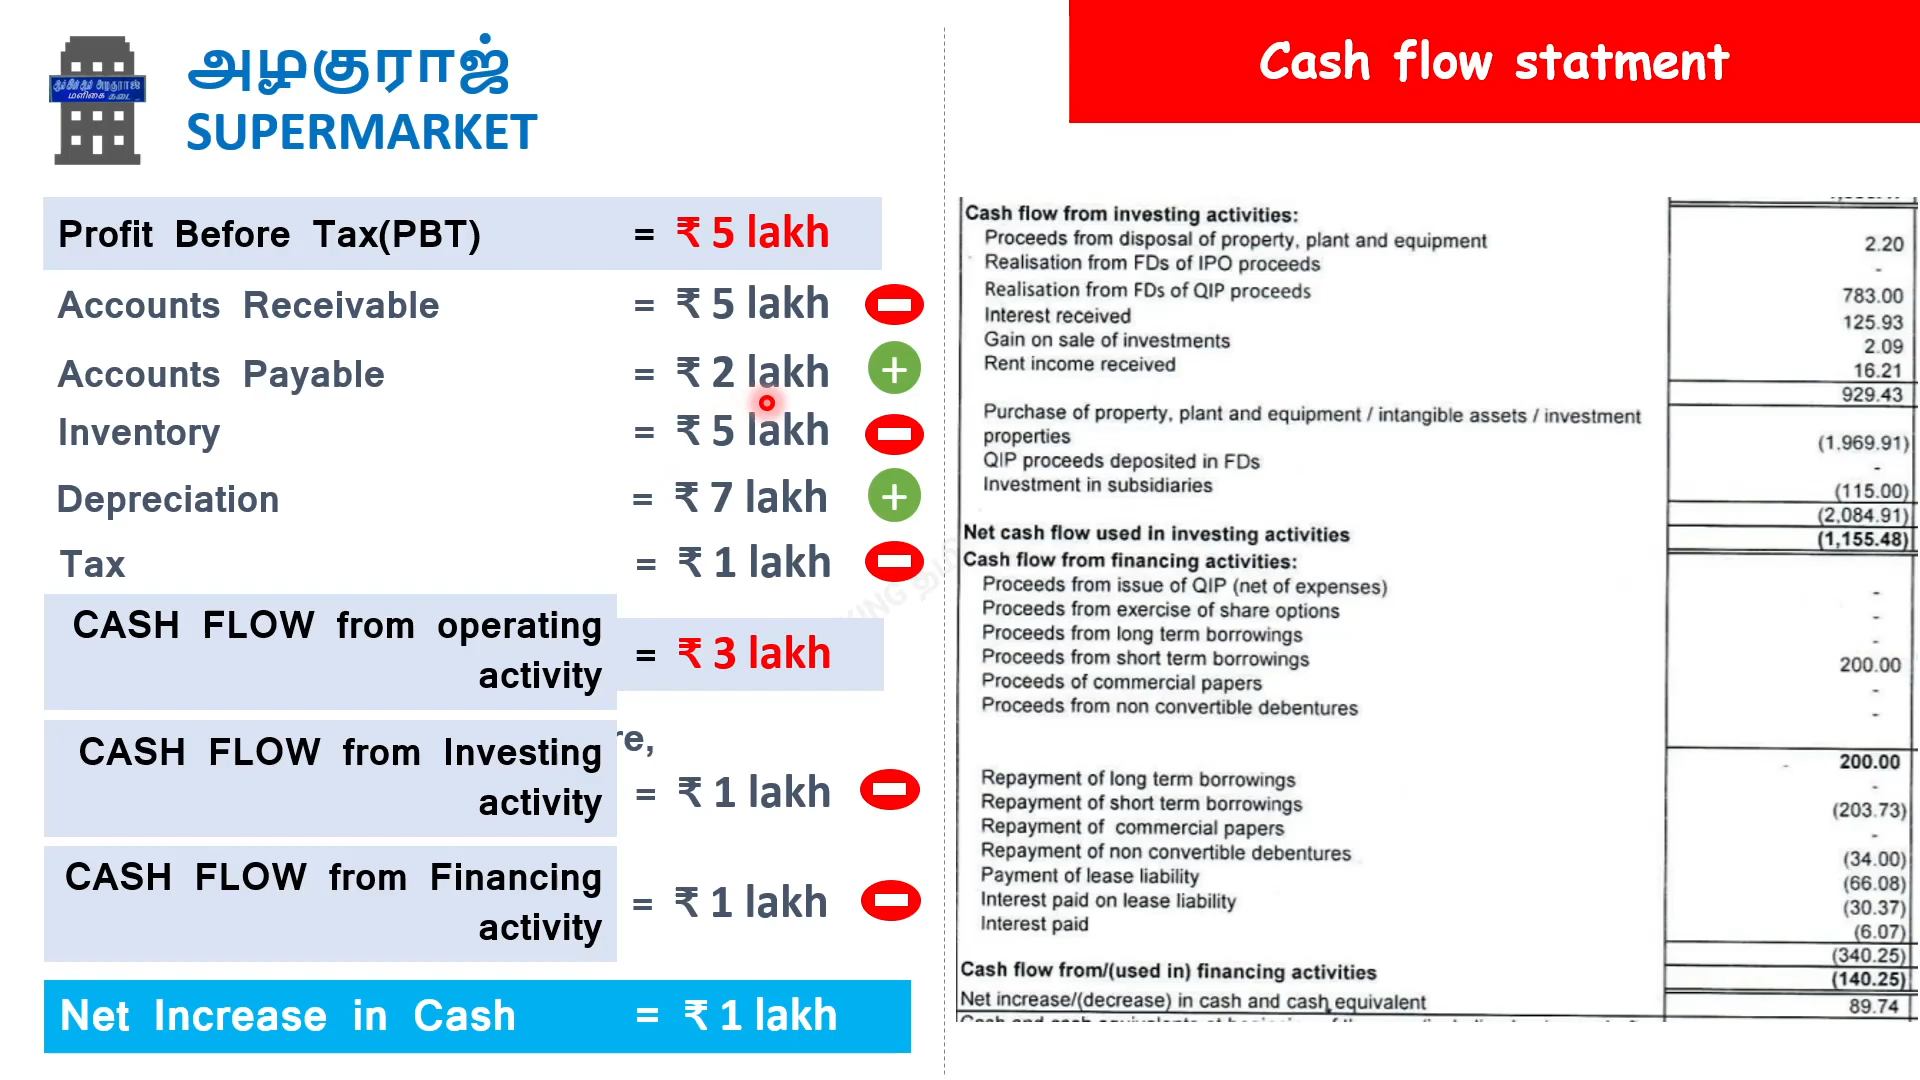 அழகுராஜ்
SUPERMARKET
மளிகை கடை
Cash flow statment
Profit Before Tax(PBT) = ₹ 5 lakh
Accounts Receivable = ₹ 5 lakh
Accounts Payable = ₹ 2 lakh
Inventory = ₹ 5 lakh
Depreciation = ₹ 7 lakh
Tax = ₹ 1 lakh
CASH FLOW from operating
activity = ₹ 3 lakh
re,
CASH FLOW from Investing
activity = ₹ 1 lakh
CASH FLOW from Financing
activity = ₹ 1 lakh
Net Increase in Cash = ₹ 1 lakh
Cash flow from investing activities:
Proceeds from disposal of property, plant and equipment 2.20
Realisation from FDs of IPO proceeds -
Realisation from FDs of QIP proceeds 783.00
Interest received 125.93
Gain on sale of investments 2.09
Rent income received 16.21
929.43
Purchase of property, plant and equipment / intangible assets / investment
properties (1,969.91)
QIP proceeds deposited in FDs -
Investment in subsidiaries (115.00)
(2,084.91)
Net cash flow used in investing activities (1,155.48)
Cash flow from financing activities:
Proceeds from issue of QIP (net of expenses) -
Proceeds from exercise of share options -
Proceeds from long term borrowings -
Proceeds from short term borrowings 200.00
Proceeds of commercial papers -
Proceeds from non convertible debentures -
200.00
Repayment of long term borrowings -
Repayment of short term borrowings (203.73)
Repayment of commercial papers -
Repayment of non convertible debentures (34.00)
Payment of lease liability (66.08)
Interest paid on lease liability (30.37)
Interest paid (6.07)
(340.25)
Cash flow from/(used in) financing activities (140.25)
Net increase/(decrease) in cash and cash equivalent 89.74